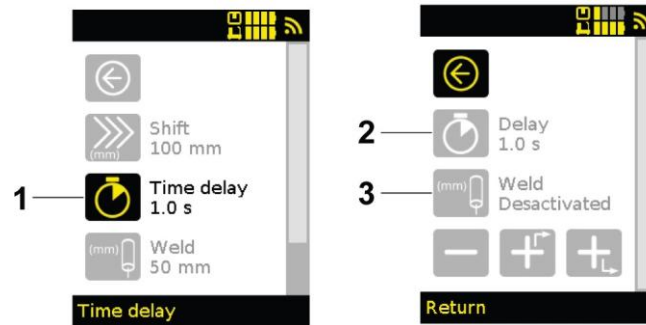 Shift
(mm)
100 mm
1
Time delay
1.0 s
(mm)
Weld
50 mm
Time delay
2
Delay
1.0 s
3
(mm)
Weld
Desactivated
Return